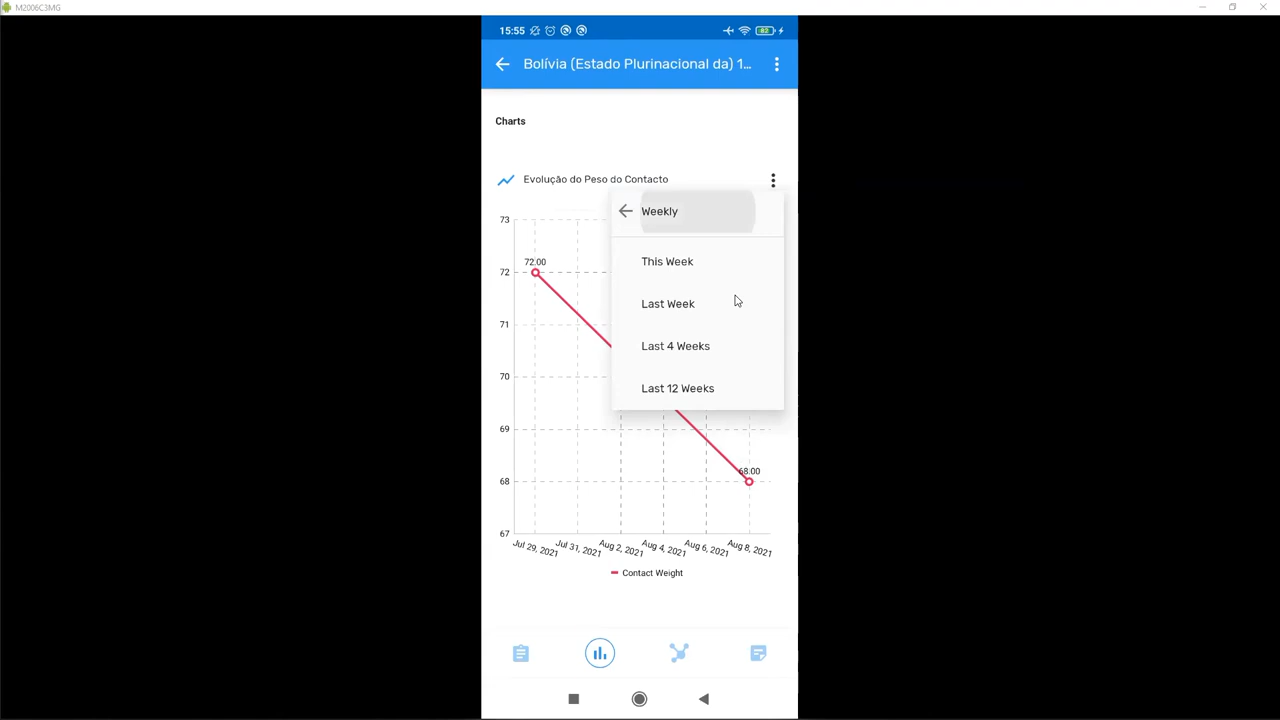 M2006C3MG
15:55
82
Bolívia (Estado Plurinacional da) 1...
Charts
Evolução do Peso do Contacto
Weekly
This Week
Last Week
Last 4 Weeks
Last 12 Weeks
73
72
71
70
69
68
67
72.00
68.00
Jul 29, 2021
Jul 31, 2021
Aug 2, 2021
Aug 4, 2021
Aug 6, 2021
Aug 8, 2021
Contact Weight